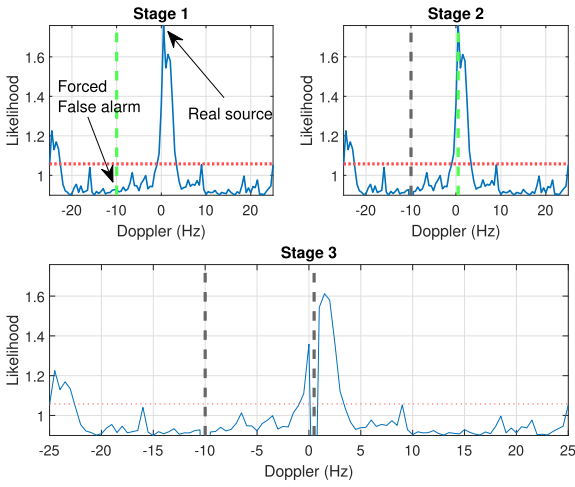 Stage 1
Likelihood
1.6
1.4
1.2
1
Forced
False alarm
Real source
-20
-10
0
10
20
Doppler (Hz)
Stage 2
Likelihood
1.6
1.4
1.2
1
-20
-10
0
10
20
Doppler (Hz)
Stage 3
Likelihood
1.6
1.4
1.2
1
-25
-20
-15
-10
-5
0
5
10
15
20
25
Doppler (Hz)